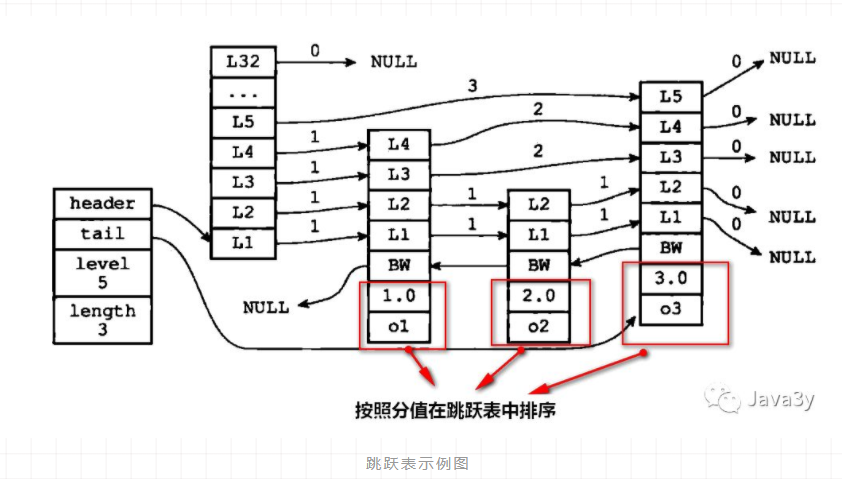 L32
0
NULL
...
L5
3
L4
1
L3
1
L2
1
L1
1
header
tail
level
5
length
3
L4
2
L3
2
L2
1
L1
1
BW
1.0
o1
NULL
L2
1
L1
1
BW
2.0
o2
L5
0
NULL
L4
0
NULL
L3
0
NULL
L2
0
NULL
L1
0
NULL
BW
3.0
o3
按照分值在跳跃表中排序
Java3y
跳跃表示例图